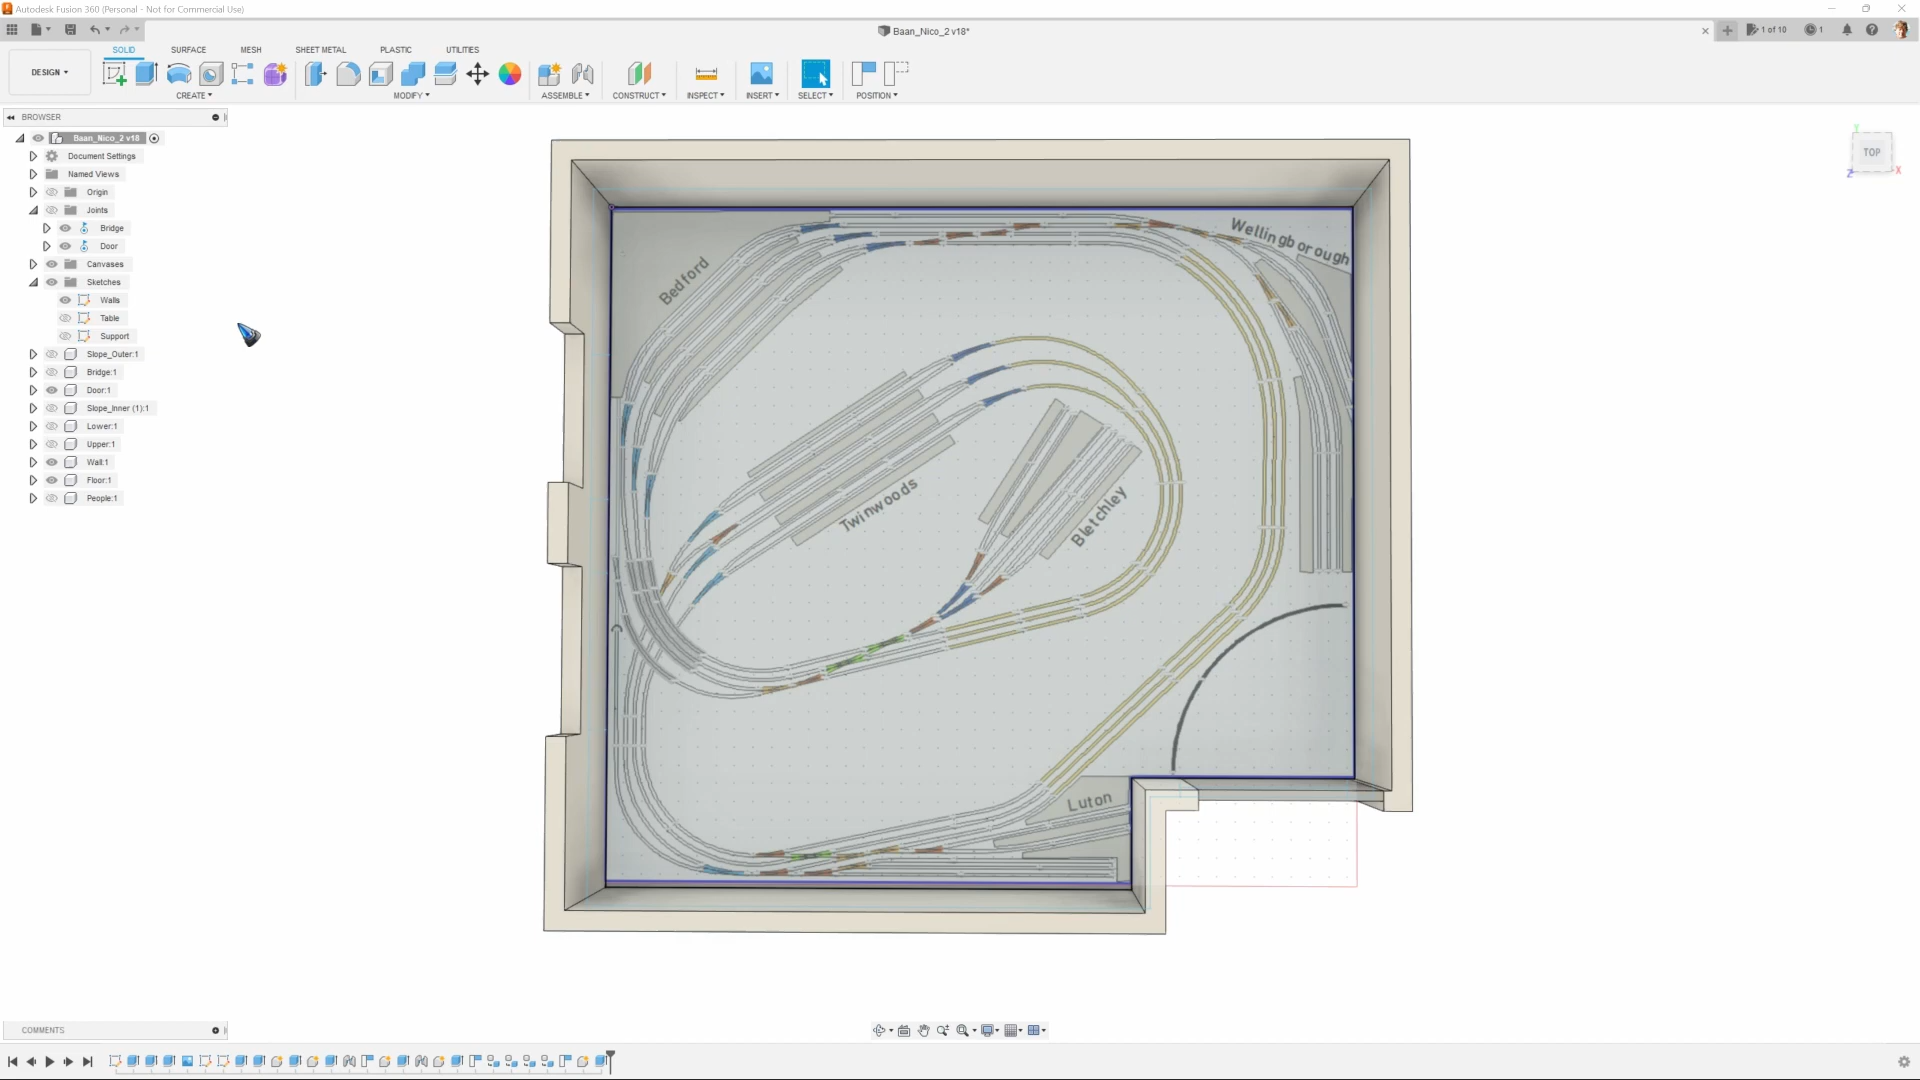 Autodesk Fusion 360 (Personal - Not for Commercial Use)
Baan_Nico_2 v18*
1 of 10
1
DESIGN
SOLID
SURFACE
MESH
SHEET METAL
PLASTIC
UTILITIES
CREATE
MODIFY
ASSEMBLE
CONSTRUCT
INSPECT
INSERT
SELECT
POSITION
BROWSER
Baan_Nico_2 v18
Document Settings
Named Views
Origin
Joints
Bridge
Door
Canvases
Sketches
Walls
Table
Support
Slope_Outer:1
Bridge:1
Door:1
Slope_Inner (1):1
Lower:1
Upper:1
Wall:1
Floor:1
People:1
Y
TOP
Z
X
Wellingborough
Bedford
Twinwoods
Bletchley
Luton
COMMENTS